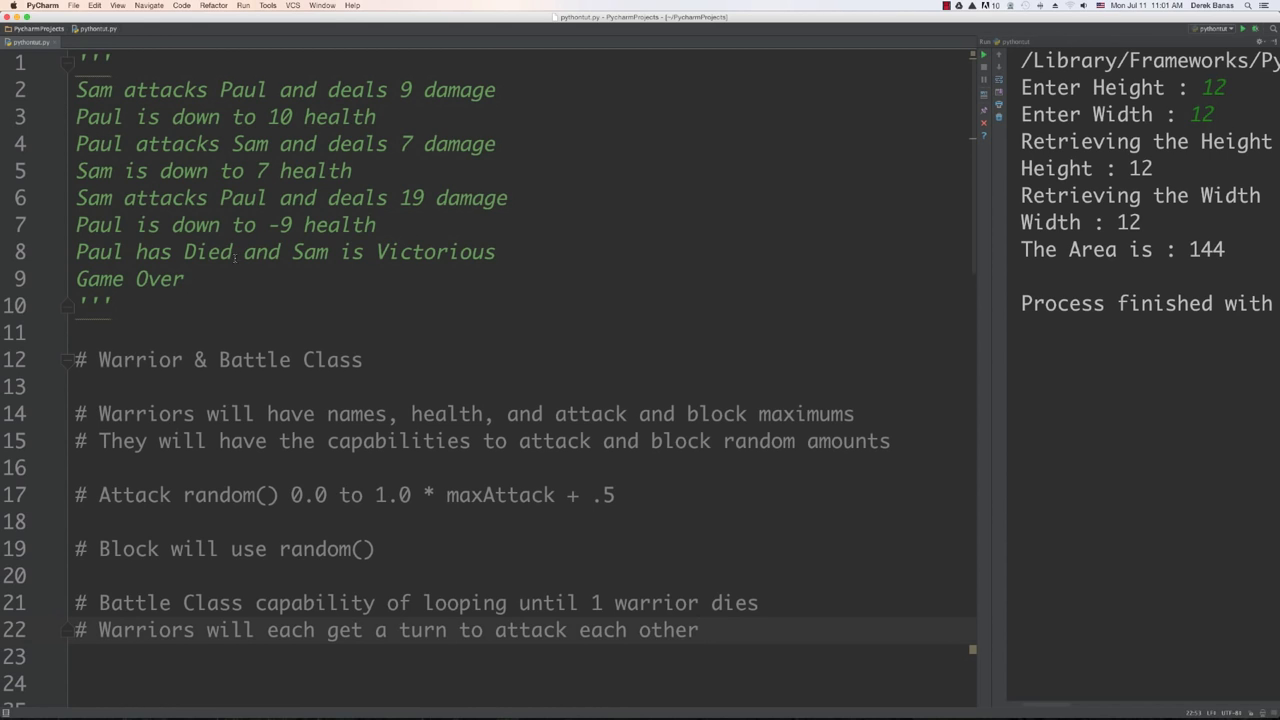 PyCharm File Edit View Navigate Code Refactor Run Tools VCS Window Help 10 Mon Jul 11 11:01 AM Derek Banas
pythontut.py - PycharmProjects - [~/PycharmProjects]
PycharmProjects pythontut.py pythontut
pythontut.py
Run pythontut
1 '''
2 Sam attacks Paul and deals 9 damage
3 Paul is down to 10 health
4 Paul attacks Sam and deals 7 damage
5 Sam is down to 7 health
6 Sam attacks Paul and deals 19 damage
7 Paul is down to -9 health
8 Paul has Died and Sam is Victorious
9 Game Over
10 '''
11
12 # Warrior & Battle Class
13
14 # Warriors will have names, health, and attack and block maximums
15 # They will have the capabilities to attack and block random amounts
16
17 # Attack random() 0.0 to 1.0 * maxAttack + .5
18
19 # Block will use random()
20
21 # Battle Class capability of looping until 1 warrior dies
22 # Warriors will each get a turn to attack each other
23
24
/Library/Frameworks/Py
Enter Height : 12
Enter Width : 12
Retrieving the Height
Height : 12
Retrieving the Width
Width : 12
The Area is : 144
Process finished with
22:53 LF÷ UTF-8÷